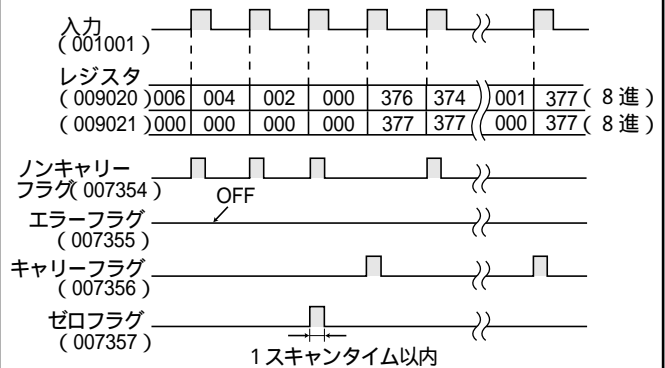 入力
（001001）
レジスタ
（009020）006 004 002 000 376 374 001 377（8進）
（009021）000 000 000 000 377 377 000 377（8進）
ノンキャリー
フラグ（007354）
OFF
エラーフラグ
（007355）
キャリーフラグ
（007356）
ゼロフラグ
（007357）
1スキャンタイム以内